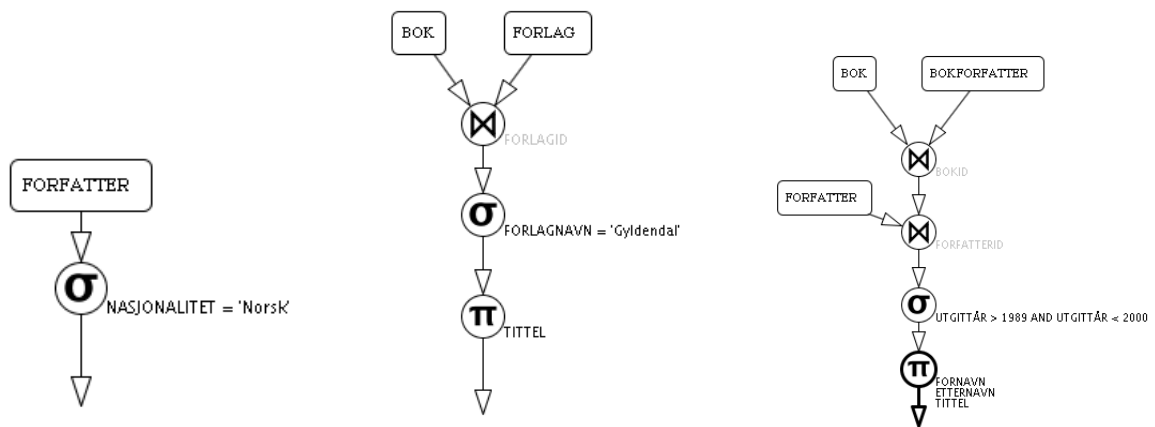 FORFATTER
σ
NASJONALITET = 'Norsk'
BOK
FORLAG
⋈
FORLAGID
σ
FORLAGNAVN = 'Gyldendal'
π
TITTEL
BOK
BOKFORFATTER
⋈
BOKID
FORFATTER
⋈
FORFATTERID
σ
UTGITTÅR > 1989 AND UTGITTÅR < 2000
π
FORNAVN
ETTERNAVN
TITTEL